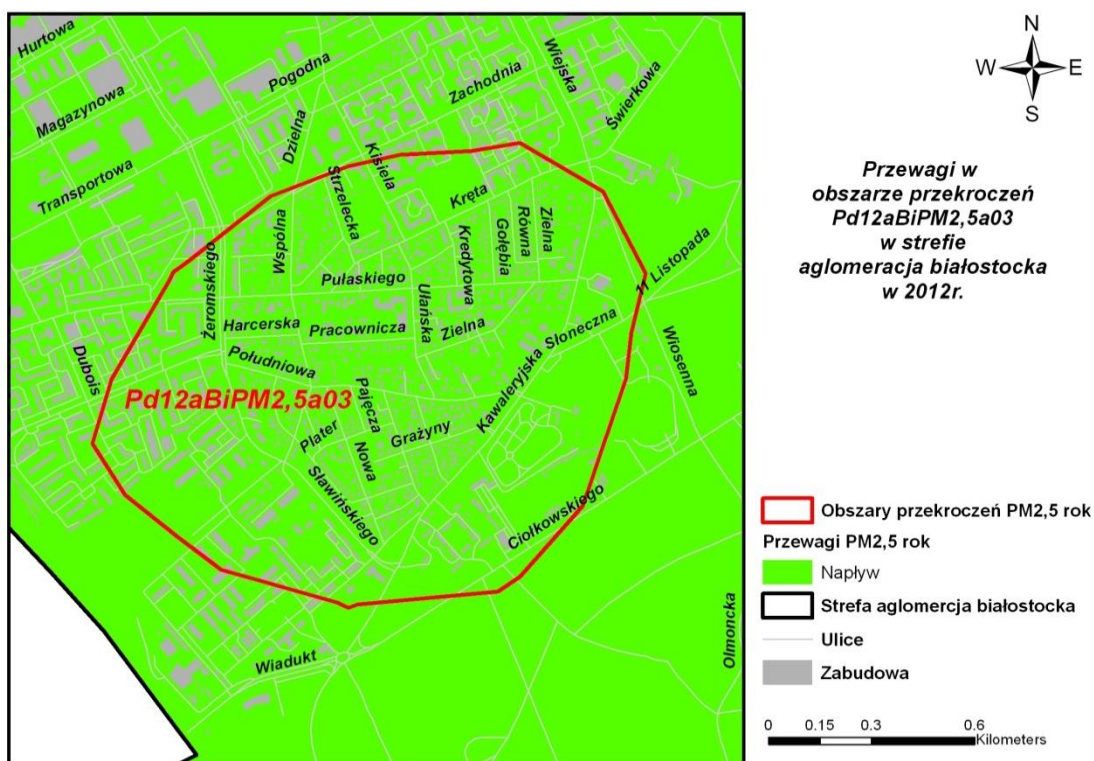 Hurtowa
Magazynowa
Transportowa
Pogodna
Dzielna
Zachodnia
Wiejska
Świerkowa
Kisiela
Strzelecka
Kręta
Wspólna
Żeromskiego
Pułaskiego
Kredytowa
Gołębia
Równa
Zielna
11 Listopada
Harcerska
Pracownicza
Ułańska
Zielna
Słoneczna
Wiosenna
Dubois
Południowa
Kawaleryjska
Pd12aBiPM2,5a03
Pajęcza
Plater
Nowa
Grażyny
Sławińskiego
Ciołkowskiego
Wiadukt
Olmoncka
N
W E
S
Przewagi w
obszarze przekroczeń
Pd12aBiPM2,5a03
w strefie
aglomeracja białostocka
w 2012r.
Obszary przekroczeń PM2,5 rok
Przewagi PM2,5 rok
Napływ
Strefa aglomercja białostocka
Ulice
Zabudowa
0 0.15 0.3 0.6
Kilometers